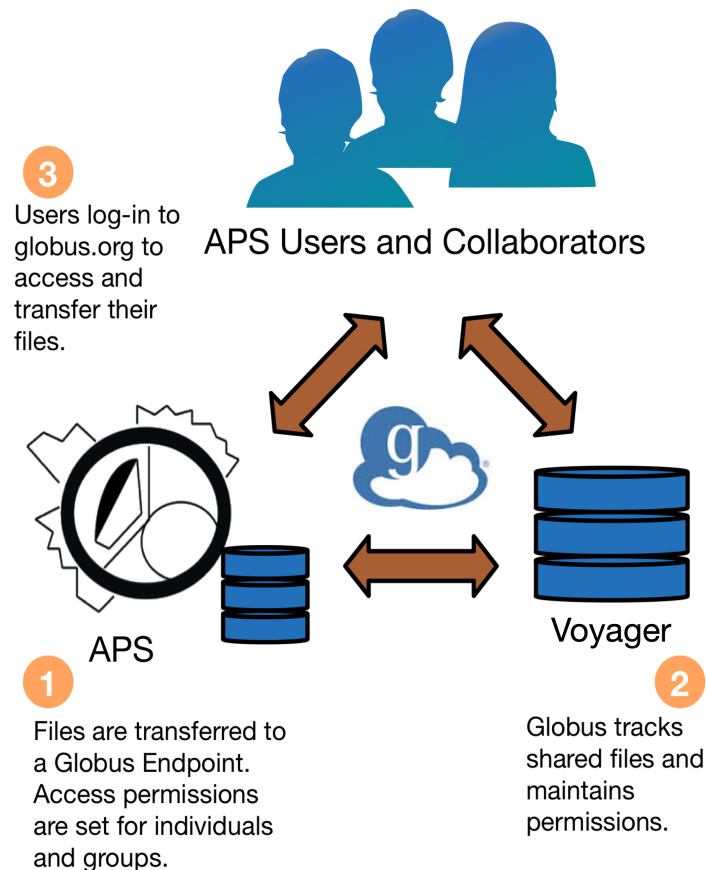 3
Users log-in to
globus.org to
access and
transfer their
files.
APS Users and Collaborators
g
®
APS
Voyager
1
Files are transferred to
a Globus Endpoint.
Access permissions
are set for individuals
and groups.
2
Globus tracks
shared files and
maintains
permissions.